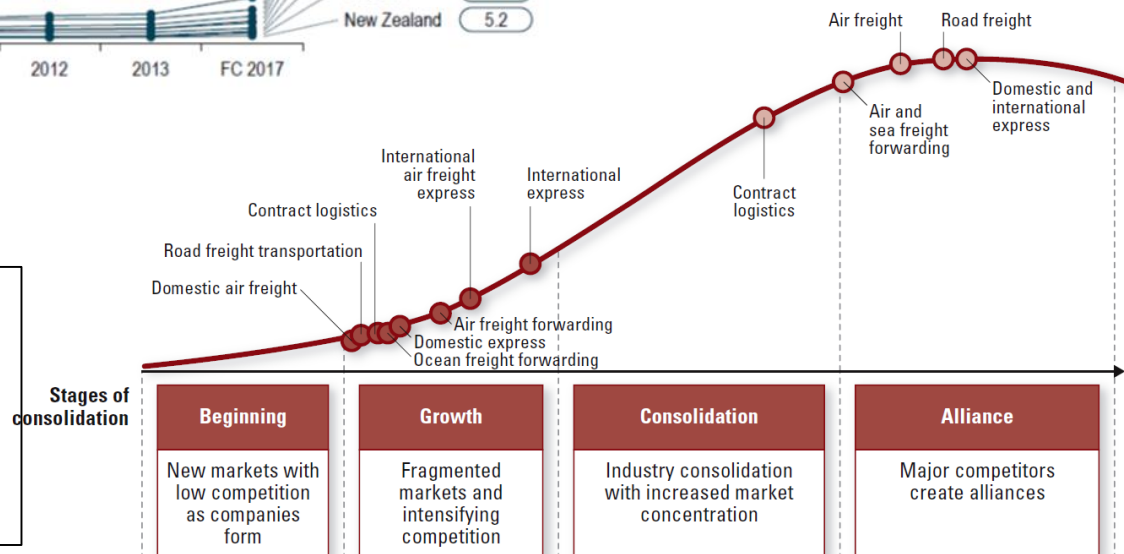 New Zealand 5.2
2012 2013 FC 2017
Air freight
Road freight
Domestic and
international
express
Air and
sea freight
forwarding
International
air freight
express
International
express
Contract
logistics
Contract logistics
Road freight transportation
Domestic air freight
Air freight forwarding
Domestic express
Ocean freight forwarding
Stages of
consolidation
Beginning
Growth
Consolidation
Alliance
New markets with
low competition
as companies
form
Fragmented
markets and
intensifying
competition
Industry consolidation
with increased market
concentration
Major competitors
create alliances